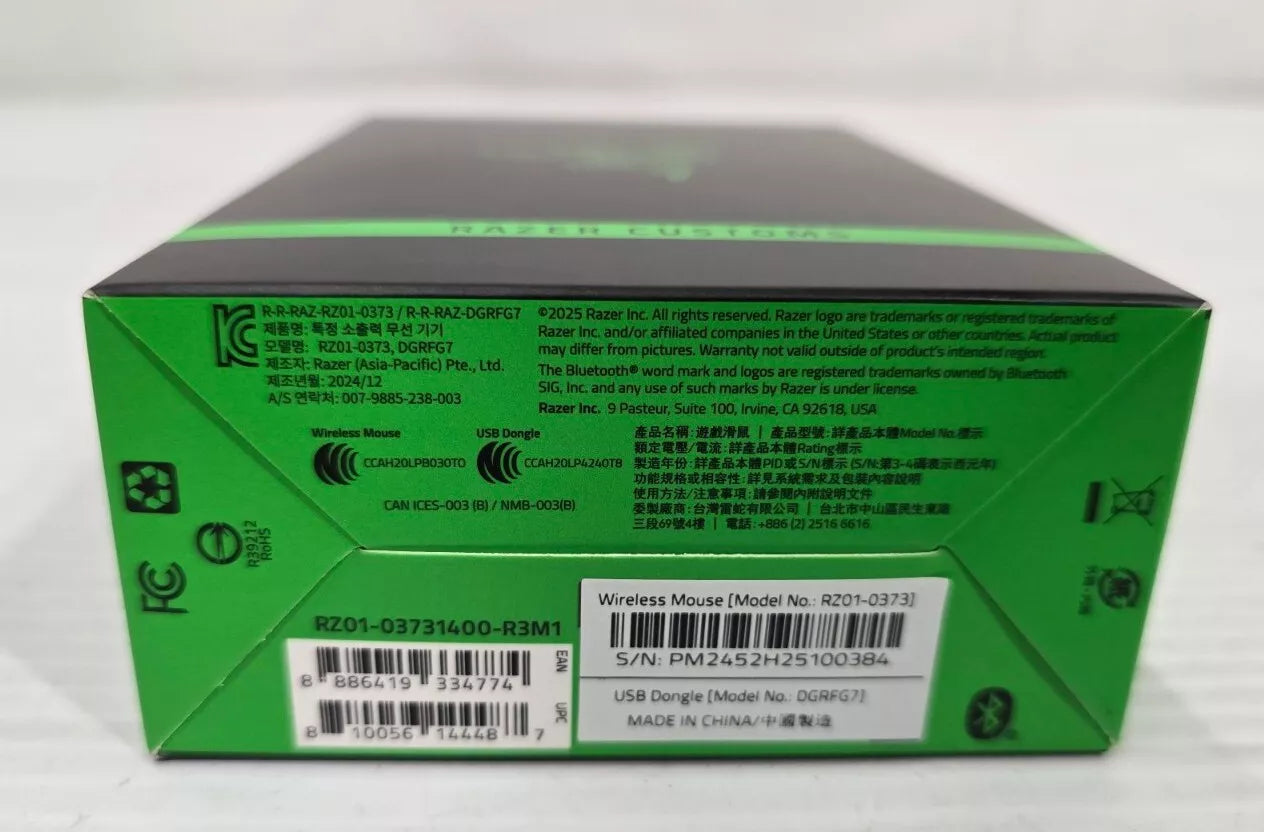 RAZER CUSTOMS
R-R-RAZ-RZ01-0373 / R-R-RAZ-DGRFG7
제품명: 특정 소출력 무선 기기
모델명: RZ01-0373, DGRFG7
제조자: Razer (Asia-Pacific) Pte., Ltd.
제조년월: 2024/12
A/S 연락처: 007-9885-238-003
©2025 Razer Inc. All rights reserved. Razer logo are trademarks or registered trademarks of
Razer Inc. and/or affiliated companies in the United States or other countries. Actual product
may differ from pictures. Warranty not valid outside of product's intended region.
The Bluetooth® word mark and logos are registered trademarks owned by Bluetooth
SIG, Inc. and any use of such marks by Razer is under license.
Razer Inc. 9 Pasteur, Suite 100, Irvine, CA 92618, USA
Wireless Mouse
CCAH20LPB030T0
USB Dongle
CCAH20LP4240T8
CAN ICES-003 (B) / NMB-003(B)
產品名稱: 遊戲滑鼠 | 產品型號: 詳產品本體Model No.標示
額定電壓/電流: 詳產品本體Rating標示
製造年份: 詳產品本體PID或S/N標示 (S/N:第3-4碼表示西元年)
功能規格或相容性: 詳見系統需求及包裝內容說明
使用方法/注意事項: 請參閱內附說明文件
委製廠商: 台灣雷蛇有限公司 | 台北市中山區民生東路
三段69號4樓 | 電話: +886 (2) 2516 6616
R39212
RoHS
FC
RZ01-03731400-R3M1
8 886419 334774
EAN
8 10056 14448 7
UPC
Wireless Mouse [Model No.: RZ01-0373]
S/N: PM2452H25100384
USB Dongle [Model No.: DGRFG7]
MADE IN CHINA/中國製造